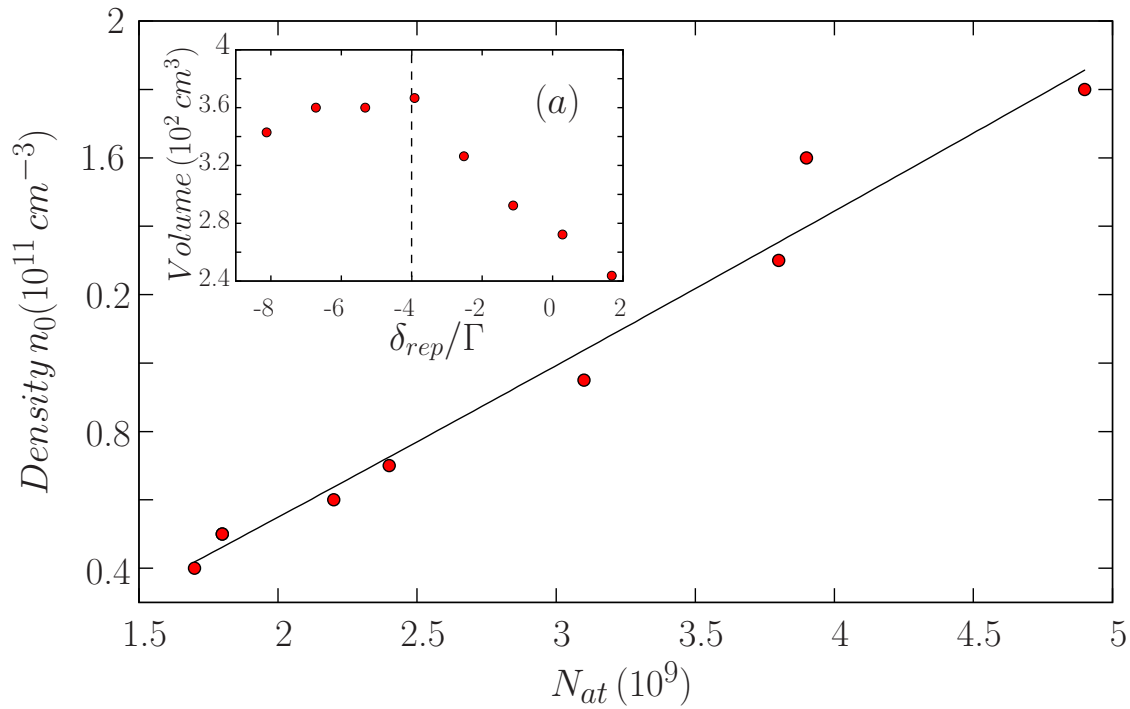 2
1.6
0.2
0.8
0.4
Density n₀(10¹¹ cm⁻³)
1.5 2 2.5 3 3.5 4 4.5 5
N_at (10⁹)
4
3.6
3.2
2.8
2.4
Volume (10² cm³)
(a)
-8 -6 -4 -2 0 2
δ_rep/Γ